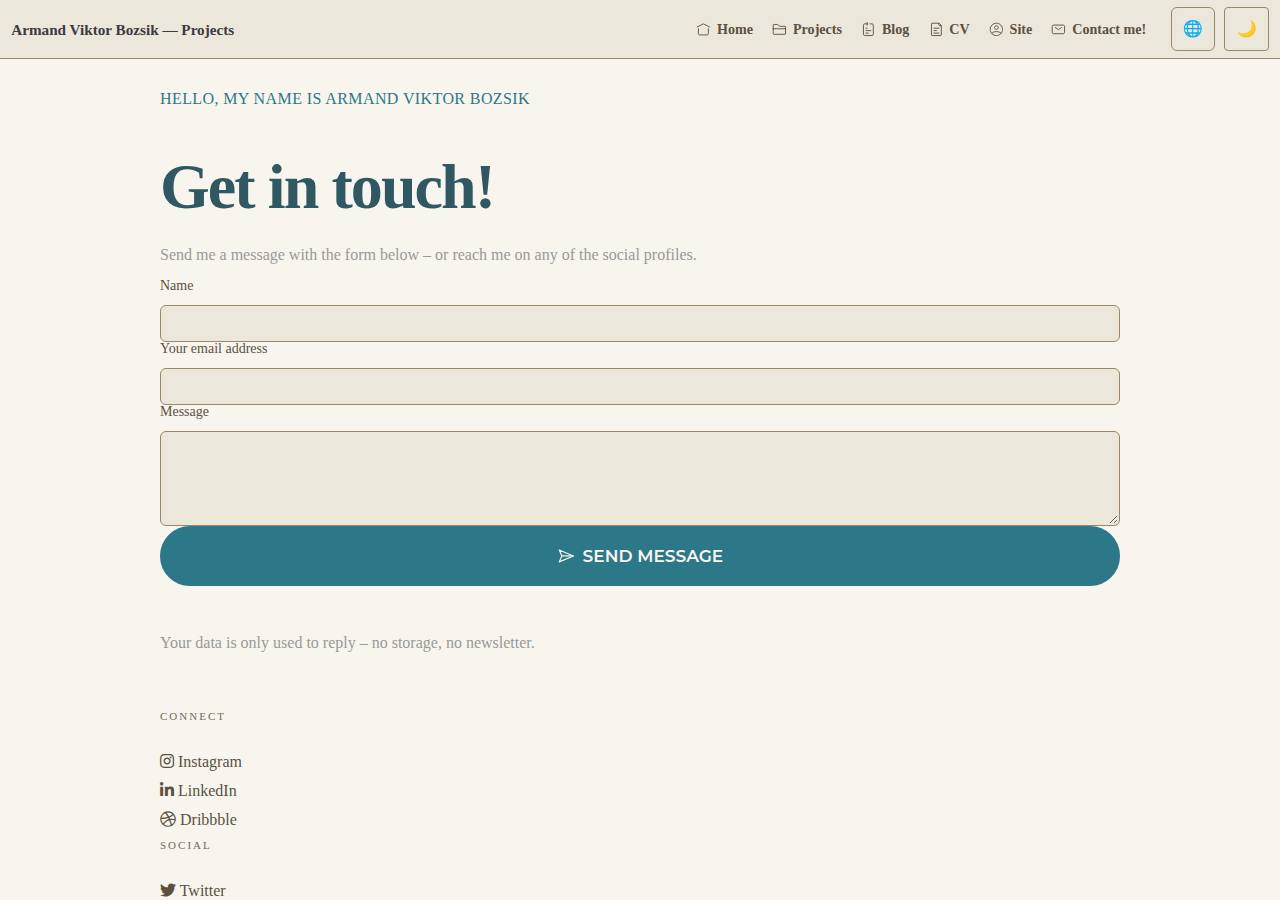 Armand Viktor Bozsik — Projects
Home Projects Blog CV Site Contact me!
HELLO, MY NAME IS ARMAND VIKTOR BOZSIK
Get in touch!
Send me a message with the form below – or reach me on any of the social profiles.
Name
Your email address
Message
SEND MESSAGE
Your data is only used to reply – no storage, no newsletter.
CONNECT
Instagram
LinkedIn
Dribbble
SOCIAL
Twitter